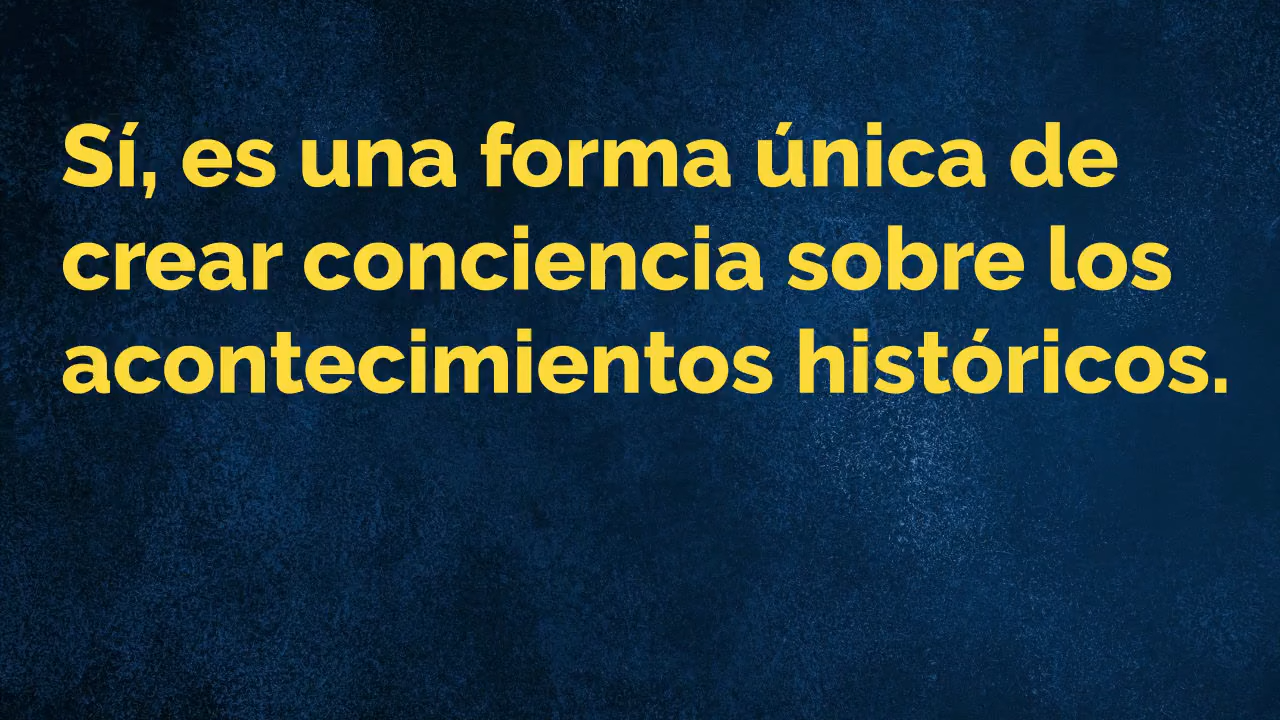 Sí, es una forma única de
crear conciencia sobre los
acontecimientos históricos.